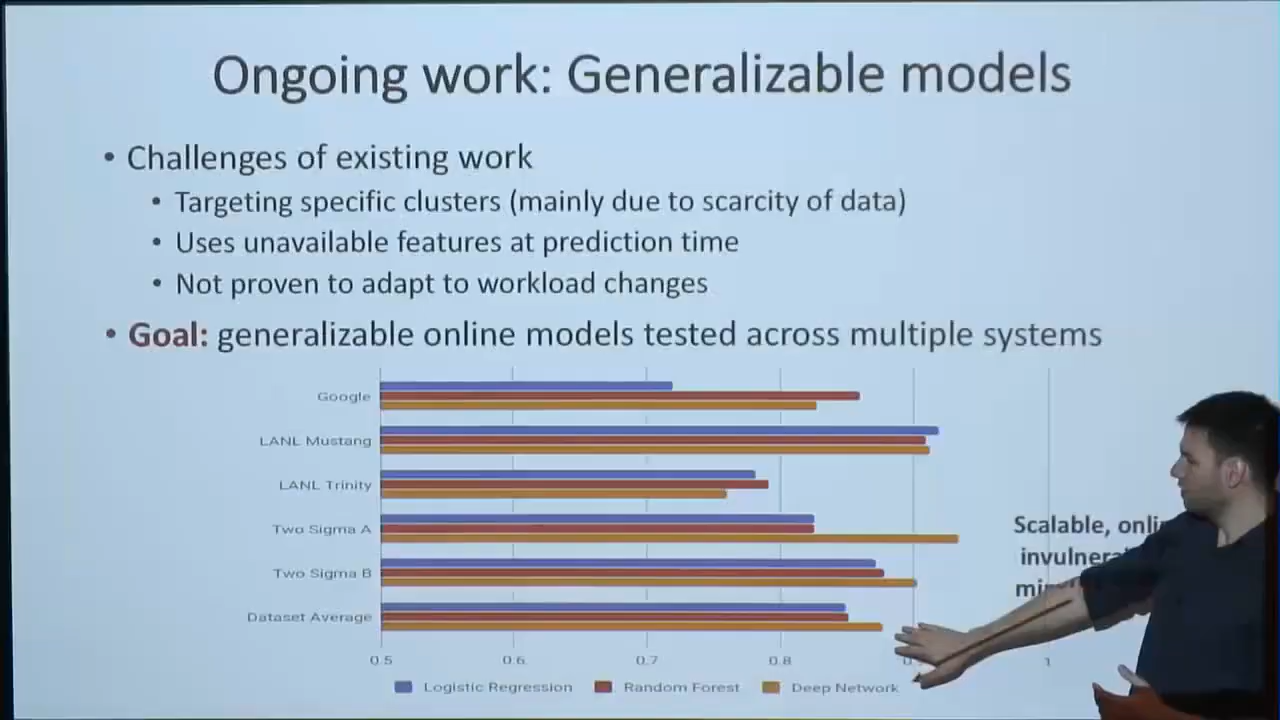 Ongoing work: Generalizable models
• Challenges of existing work
• Targeting specific clusters (mainly due to scarcity of data)
• Uses unavailable features at prediction time
• Not proven to adapt to workload changes
• Goal: generalizable online models tested across multiple systems
Google
LANL Mustang
LANL Trinity
Two Sigma A
Two Sigma B
Dataset Average
Scalable,
0.5 0.6 0.7 0.8 1
Logistic Regression Random Forest Deep Network